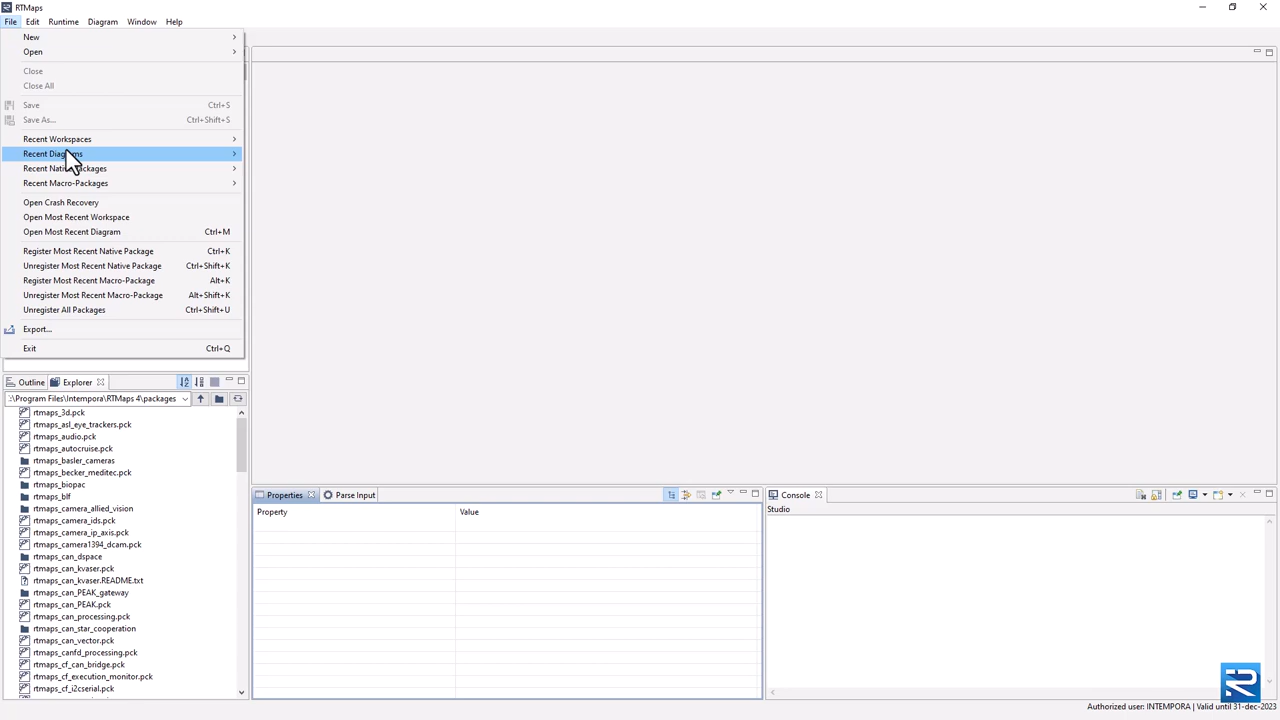 RTMaps
File Edit Runtime Diagram Window Help
New
Open
Close
Close All
Save Ctrl+S
Save As... Ctrl+Shift+S
Recent Workspaces
Recent Diagrams
Recent Native Packages
Recent Macro-Packages
Open Crash Recovery
Open Most Recent Workspace
Open Most Recent Diagram Ctrl+M
Register Most Recent Native Package Ctrl+K
Unregister Most Recent Native Package Ctrl+Shift+K
Register Most Recent Macro-Package Alt+K
Unregister Most Recent Macro-Package Alt+Shift+K
Unregister All Packages Ctrl+Shift+U
Export...
Exit Ctrl+Q
Outline Explorer
:\Program Files\Intempora\RTMaps 4\packages
rtmaps_3d.pck
rtmaps_asl_eye_trackers.pck
rtmaps_audio.pck
rtmaps_autocruise.pck
rtmaps_basler_cameras
rtmaps_becker_meditec.pck
rtmaps_biopac
rtmaps_blf
rtmaps_camera_allied_vision
rtmaps_camera_ids.pck
rtmaps_camera_ip_axis.pck
rtmaps_camera1394_dcam.pck
rtmaps_can_dspace
rtmaps_can_kvaser.pck
rtmaps_can_kvaser.README.txt
rtmaps_can_PEAK_gateway
rtmaps_can_PEAK.pck
rtmaps_can_processing.pck
rtmaps_can_star_cooperation
rtmaps_can_vector.pck
rtmaps_canfd_processing.pck
rtmaps_cf_can_bridge.pck
rtmaps_cf_execution_monitor.pck
rtmaps_cf_i2cserial.pck
Properties Parse Input
Property Value
Console
Studio
Authorized user: INTEMPORA | Valid until 31-dec-2023